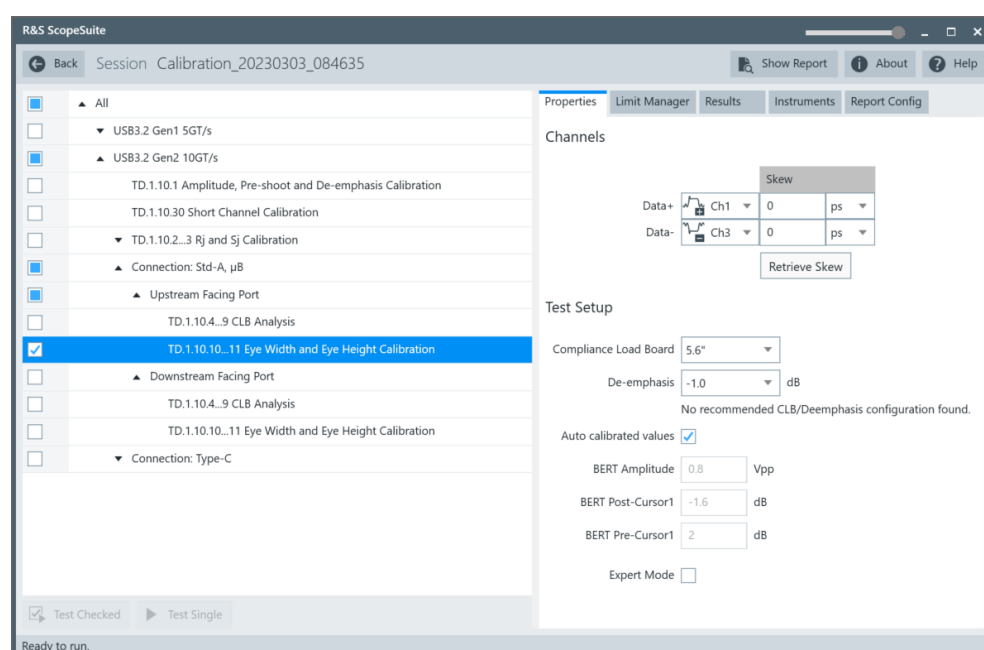 R&S ScopeSuite
Back Session Calibration_20230303_084635 Show Report About Help
All
USB3.2 Gen1 5GT/s
USB3.2 Gen2 10GT/s
TD.1.10.1 Amplitude, Pre-shoot and De-emphasis Calibration
TD.1.10.30 Short Channel Calibration
TD.1.10.2...3 Rj and Sj Calibration
Connection: Std-A, µB
Upstream Facing Port
TD.1.10.4...9 CLB Analysis
TD.1.10.10...11 Eye Width and Eye Height Calibration
Downstream Facing Port
TD.1.10.4...9 CLB Analysis
TD.1.10.10...11 Eye Width and Eye Height Calibration
Connection: Type-C
Test Checked Test Single
Properties Limit Manager Results Instruments Report Config
Channels
Skew
Data+ Ch1 0 ps
Data- Ch3 0 ps
Retrieve Skew
Test Setup
Compliance Load Board 5.6"
De-emphasis -1.0 dB
No recommended CLB/Deemphasis configuration found.
Auto calibrated values
BERT Amplitude 0.8 Vpp
BERT Post-Cursor1 -1.6 dB
BERT Pre-Cursor1 2 dB
Expert Mode
Ready to run.